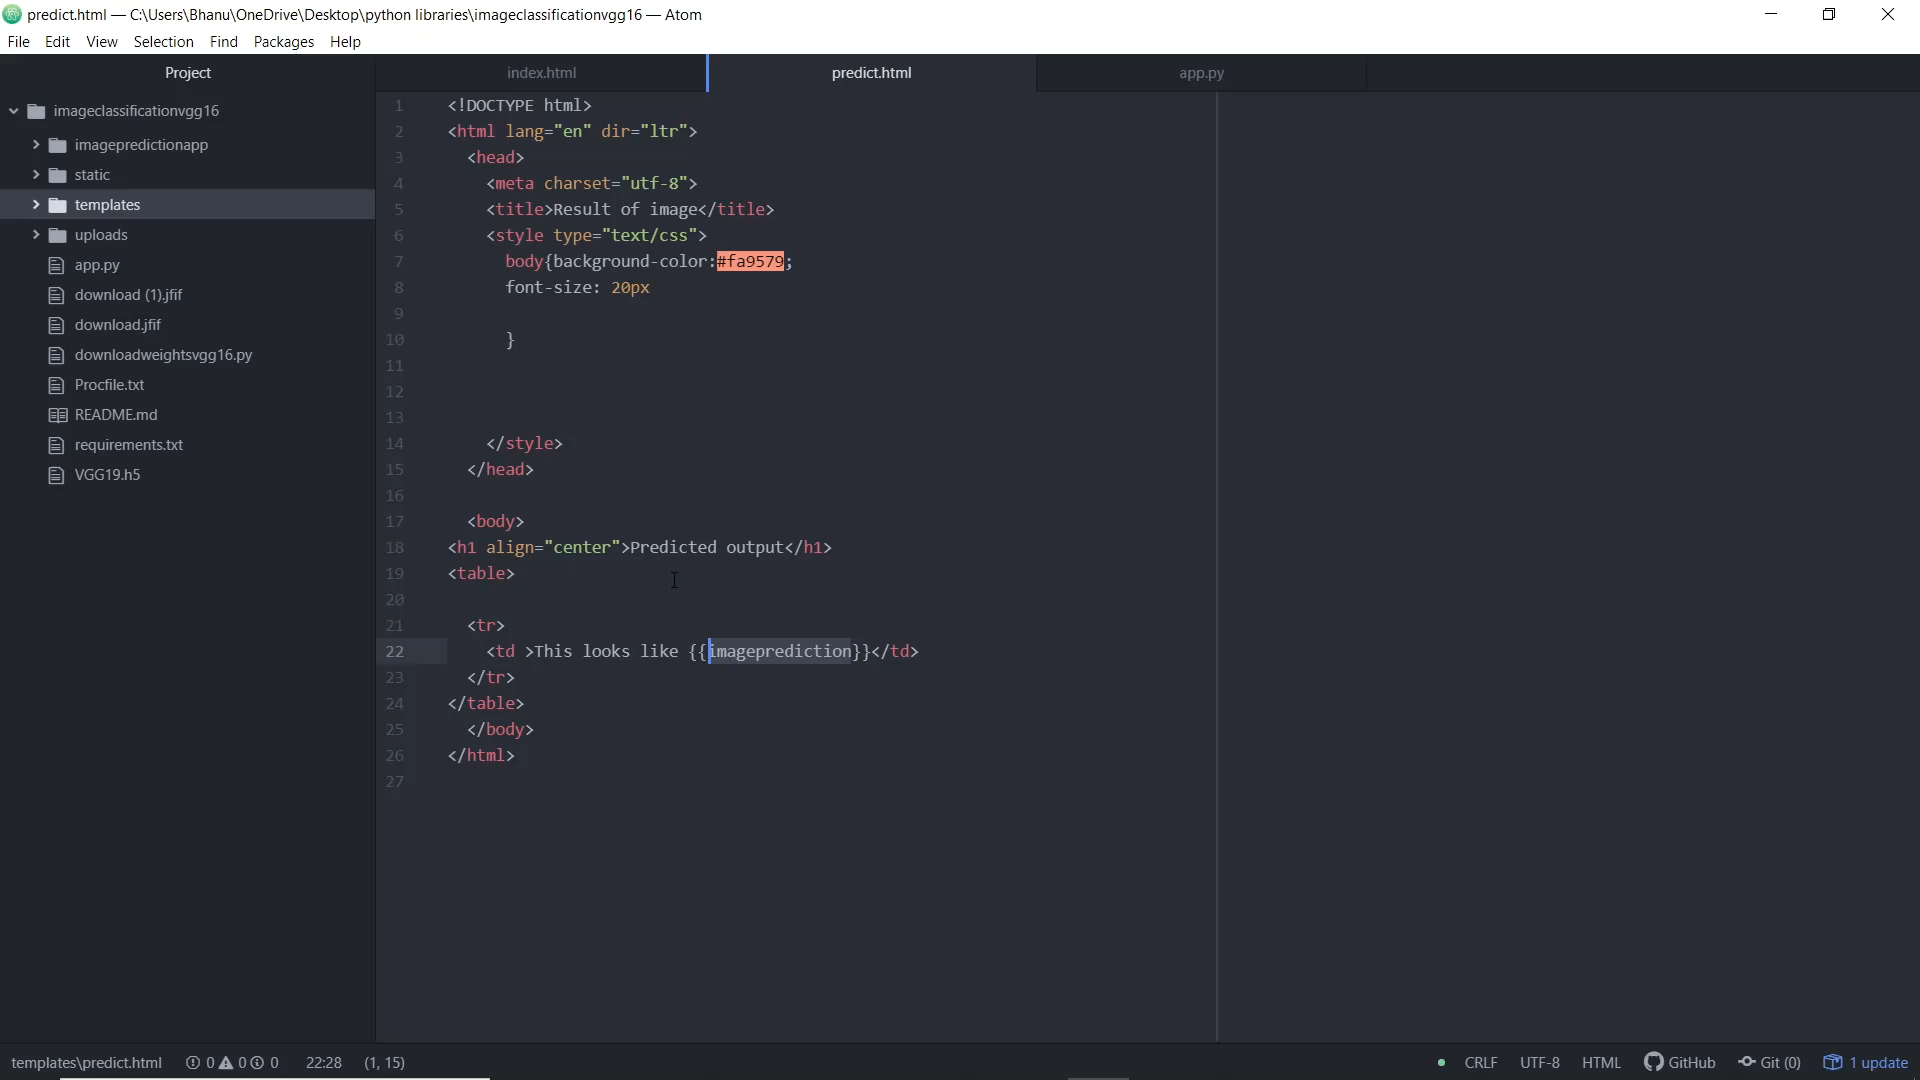 predict.html — C:\Users\Bhanu\OneDrive\Desktop\python libraries\imageclassificationvgg16 — Atom
File Edit View Selection Find Packages Help
Project
imageclassificationvgg16
imagepredictionapp
static
templates
uploads
app.py
download (1).jfif
download.jfif
downloadweightsvgg16.py
Procfile.txt
README.md
requirements.txt
VGG19.h5
index.html predict.html app.py
1 <!DOCTYPE html>
2 <html lang="en" dir="ltr">
3 <head>
4 <meta charset="utf-8">
5 <title>Result of image</title>
6 <style type="text/css">
7 body{background-color:#fa9579;
8 font-size: 20px
9
10 }
11
12
13
14 </style>
15 </head>
16
17 <body>
18 <h1 align="center">Predicted output</h1>
19 <table>
20
21 <tr>
22 <td >This looks like {{imageprediction}}</td>
23 </tr>
24 </table>
25 </body>
26 </html>
27
templates\predict.html 0 0 0 22:28 (1, 15) CRLF UTF-8 HTML GitHub Git (0) 1 update